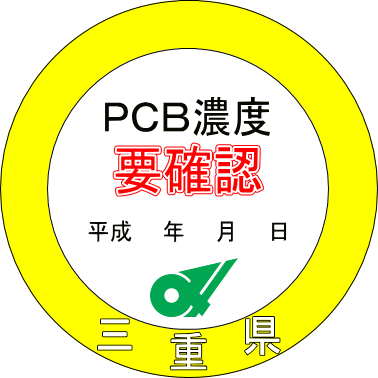 PCB濃度
要確認
平成　年　月　日
三重県